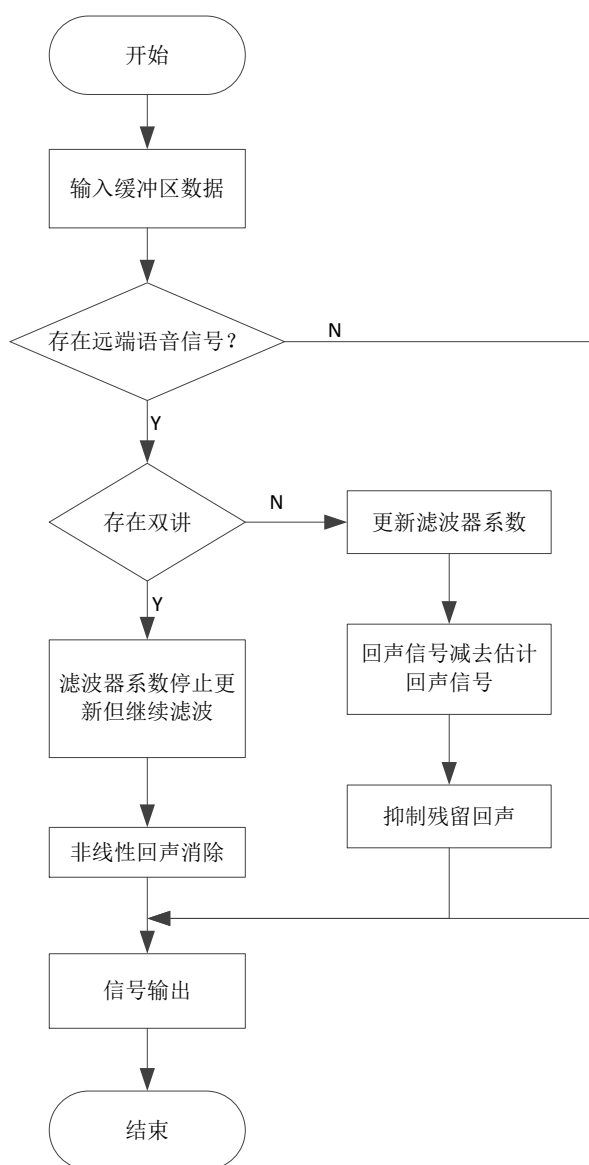 开始
输入缓冲区数据
存在远端语音信号？
N
Y
存在双讲
N
更新滤波器系数
Y
滤波器系数停止更
新但继续滤波
回声信号减去估计
回声信号
抑制残留回声
非线性回声消除
信号输出
结束